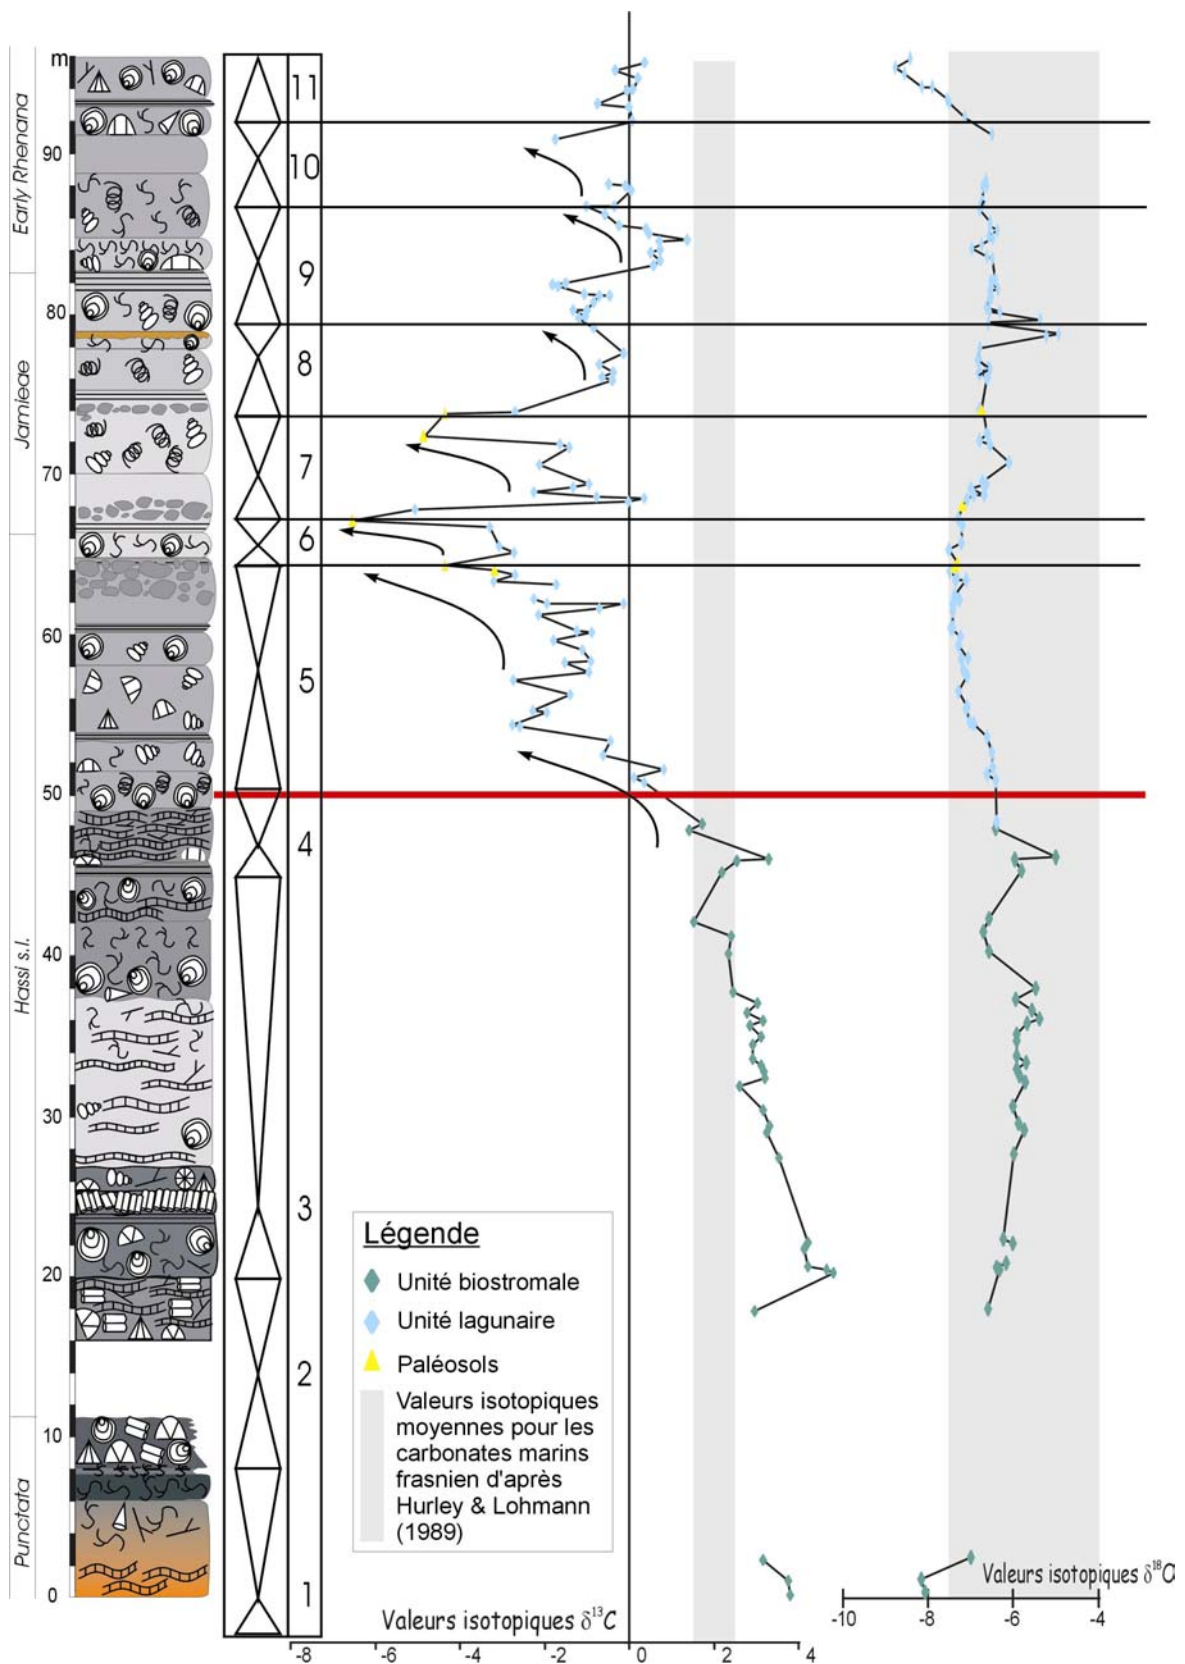 m
Early Rhenana
Jamieae
Hassi s.l.
Punctata
90
80
70
60
50
40
30
20
10
0
11
10
9
8
7
6
5
4
3
2
1
Légende
Unité biostromale
Unité lagunaire
Paléosols
Valeurs isotopiques
moyennes pour les
carbonates marins
frasnien d'après
Hurley & Lohmann
(1989)
Valeurs isotopiques δ¹³C
-8 -6 -4 -2 0 2 4
Valeurs isotopiques δ¹⁸O
-10 -8 -6 -4